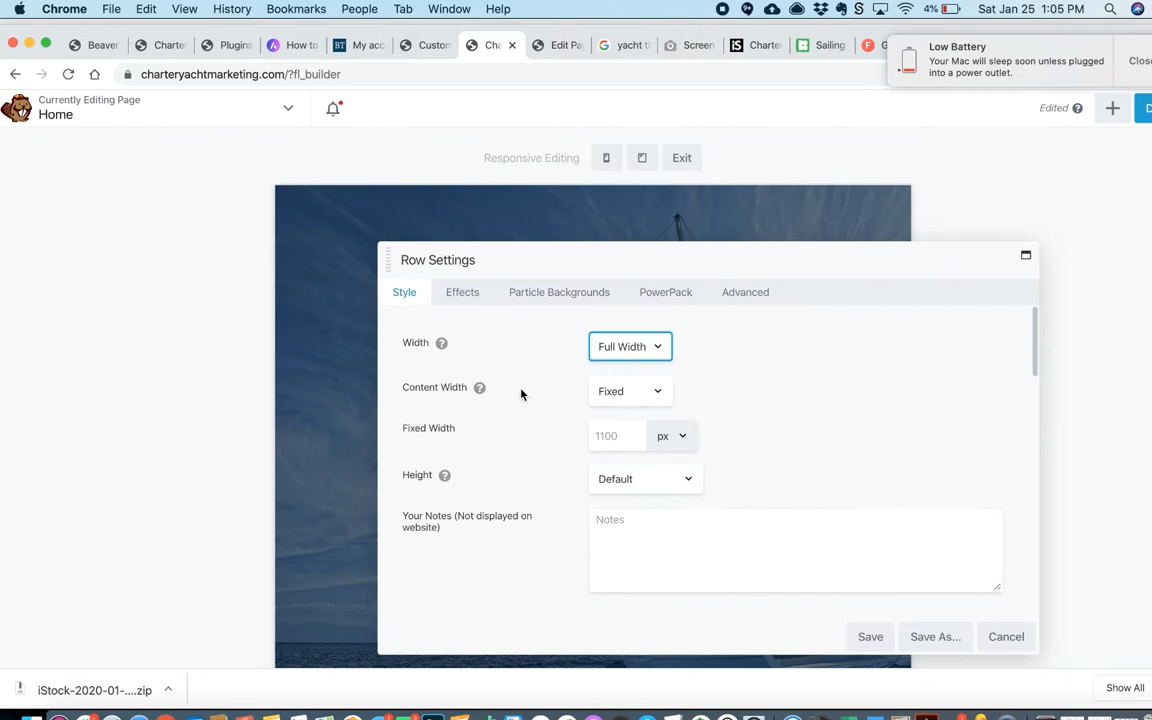 Chrome File Edit View History Bookmarks People Tab Window Help 4% Sat Jan 25 1:05 PM
Beaver Charter Plugins How to My acc Custom Cha Edit Pa yacht t Screen Charter Sailing
Low Battery
Your Mac will sleep soon unless plugged
into a power outlet.
Close
charteryachtmarketing.com/?fl_builder
Currently Editing Page
Home
Edited
Responsive Editing Exit
Row Settings
Style Effects Particle Backgrounds PowerPack Advanced
Width Full Width
Content Width Fixed
Fixed Width 1100 px
Height Default
Your Notes (Not displayed on
website)
Notes
Save Save As... Cancel
iStock-2020-01-....zip Show All